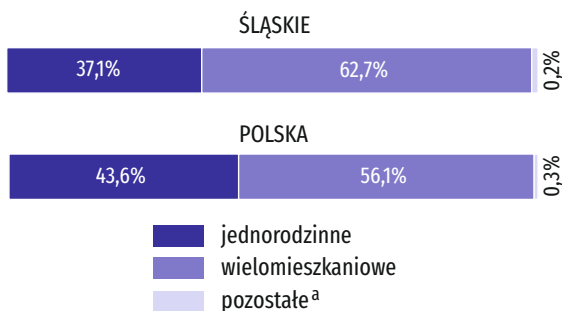 ŚLĄSKIE
37,1% 62,7% 0,2%
POLSKA
43,6% 56,1% 0,3%
jednorodzinne
wielomieszkaniowe
pozostałe a